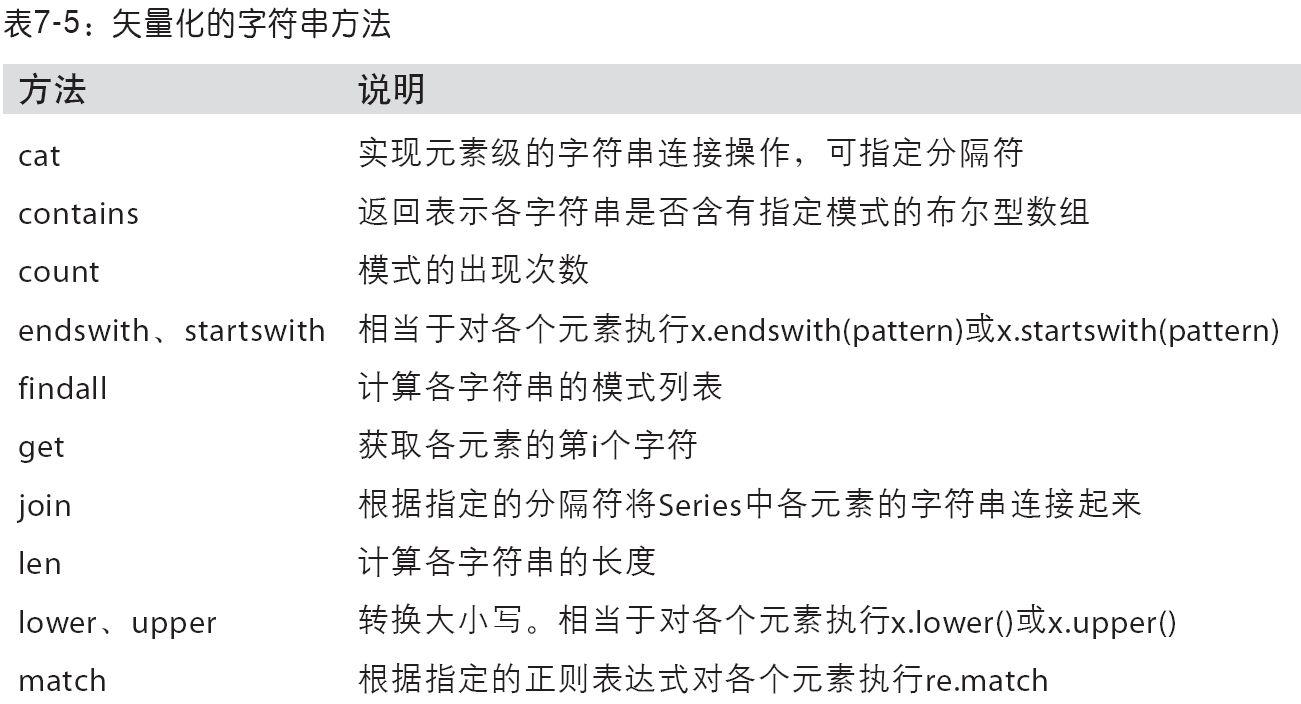 表7-5：矢量化的字符串方法
方法 说明
cat 实现元素级的字符串连接操作，可指定分隔符
contains 返回表示各字符串是否含有指定模式的布尔型数组
count 模式的出现次数
endswith、startswith 相当于对各个元素执行x.endswith(pattern)或x.startswith(pattern)
findall 计算各字符串的模式列表
get 获取各元素的第i个字符
join 根据指定的分隔符将Series中各元素的字符串连接起来
len 计算各字符串的长度
lower、upper 转换大小写。相当于对各个元素执行x.lower()或x.upper()
match 根据指定的正则表达式对各个元素执行re.match